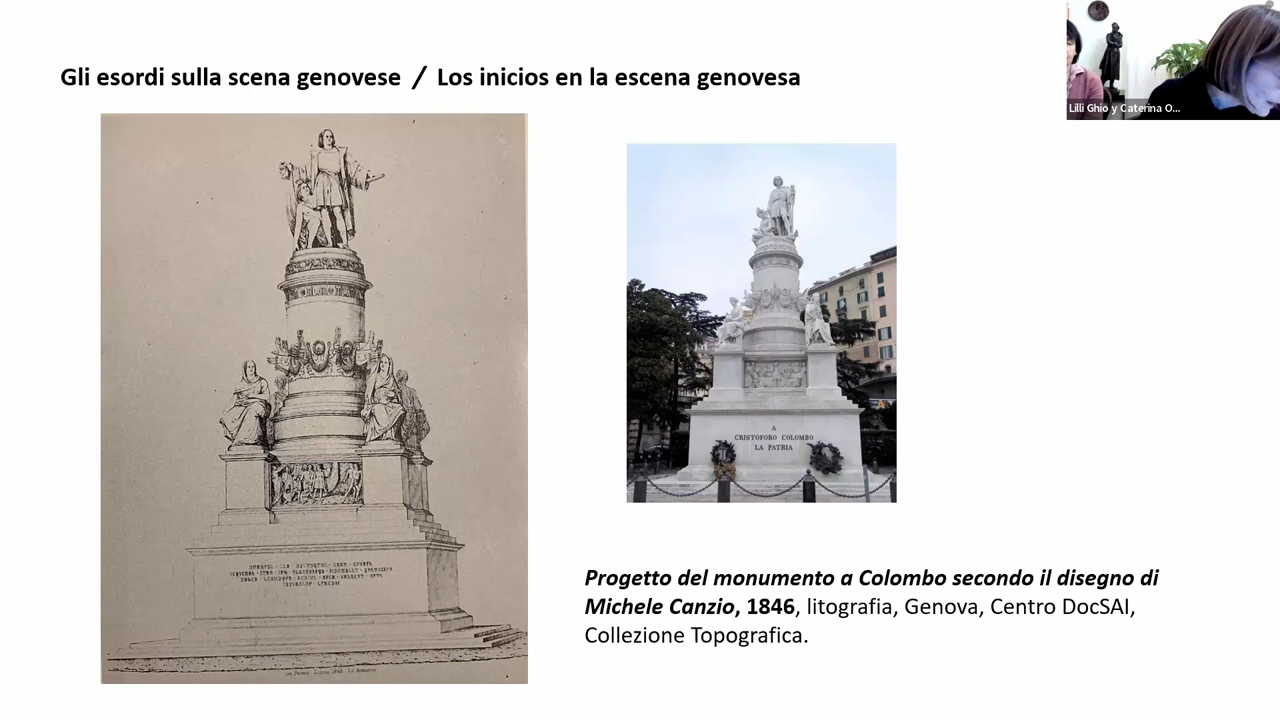 Gli esordi sulla scena genovese / Los inicios en la escena genovesa
Lilli Ghio y Caterina O...
A
CRISTOFORO COLOMBO
LA PATRIA
Progetto del monumento a Colombo secondo il disegno di
Michele Canzio, 1846, litografia, Genova, Centro DocSAI,
Collezione Topografica.